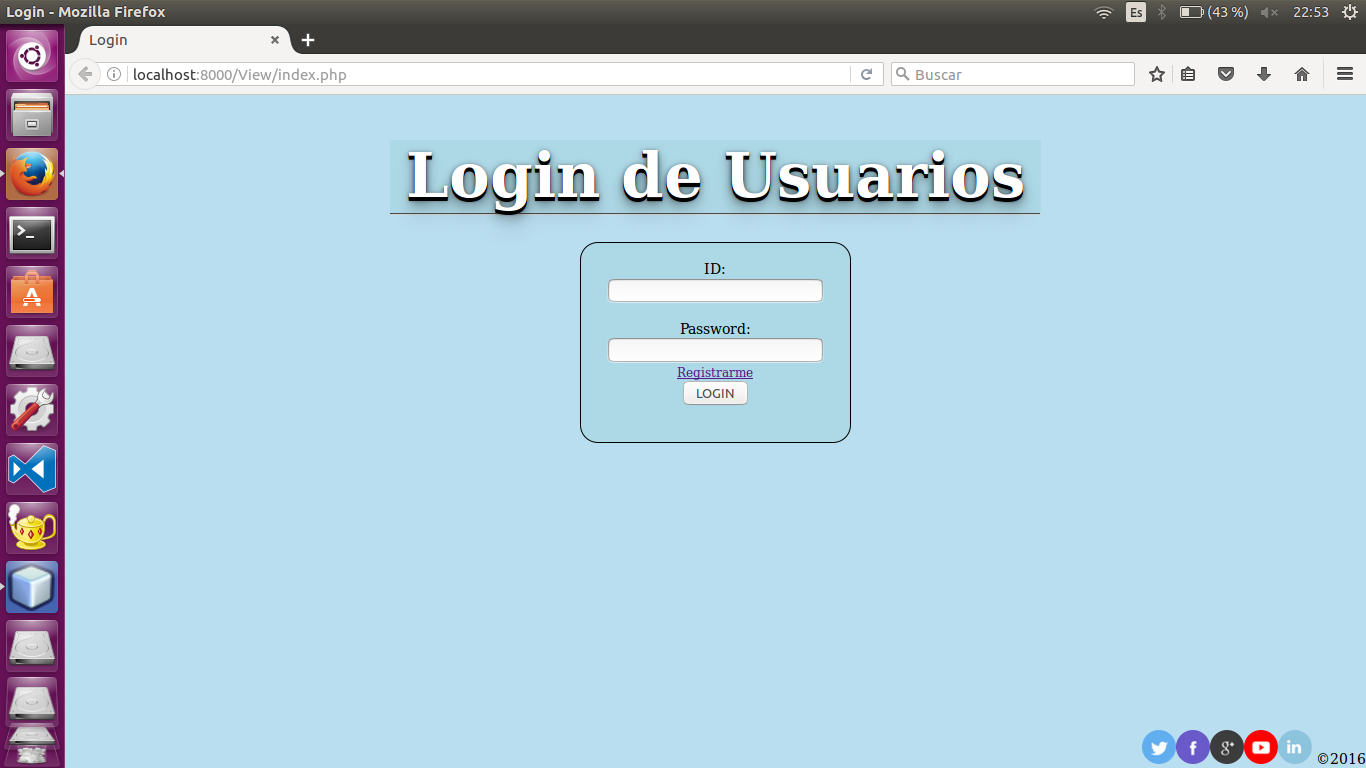 Login - Mozilla Firefox
Es (43 %) 22:53
Login
localhost:8000/View/index.php
Buscar
Login de Usuarios
ID:
Password:
Registrarme
LOGIN
©2016